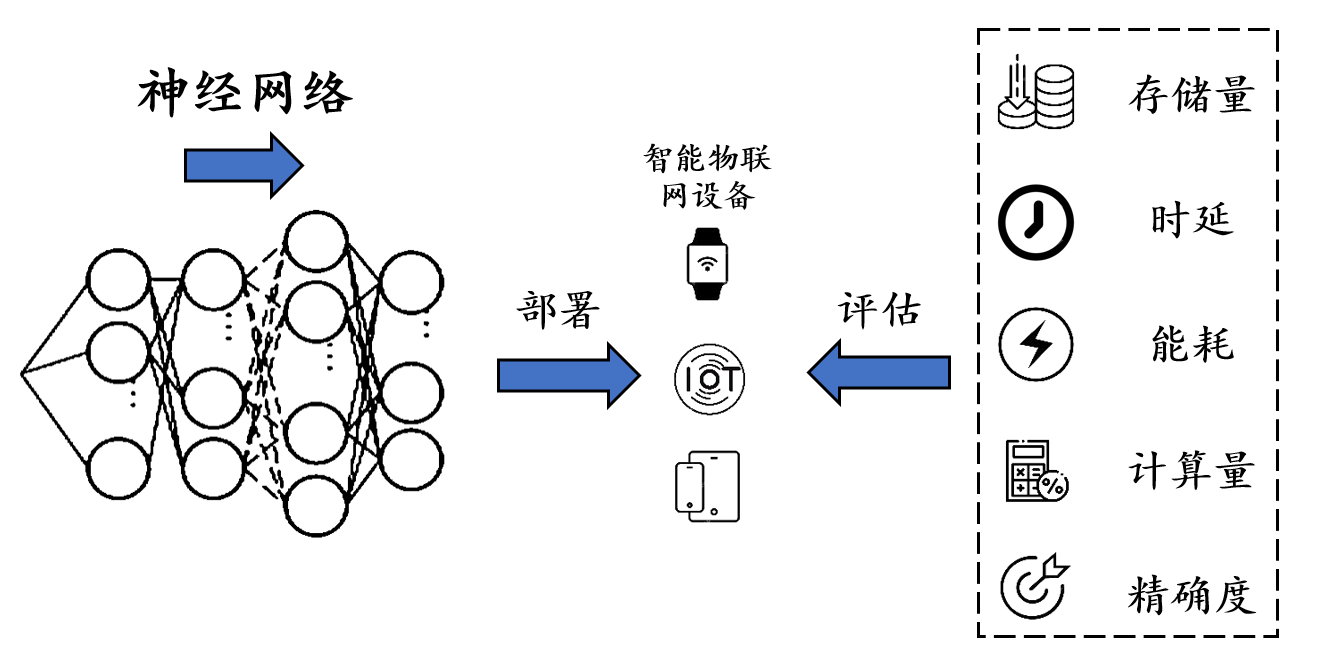 神经网络
部署
智能物联
网设备
IOT
评估
存储量
时延
能耗
计算量
精确度